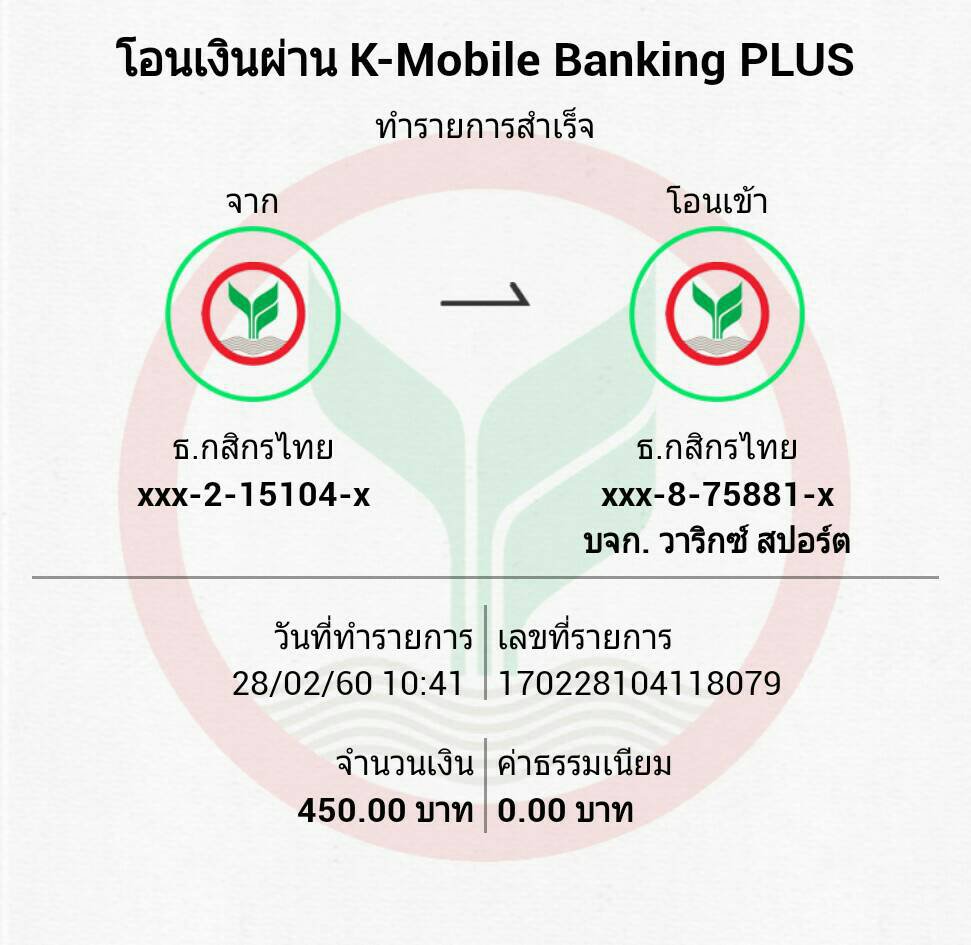 โอนเงินผ่าน K-Mobile Banking PLUS
ทำรายการสำเร็จ
จาก
โอนเข้า
ธ.กสิกรไทย
xxx-2-15104-x
ธ.กสิกรไทย
xxx-8-75881-x
บจก. วาริกซ์ สปอร์ต
วันที่ทำรายการ
28/02/60 10:41
เลขที่รายการ
170228104118079
จำนวนเงิน
450.00 บาท
ค่าธรรมเนียม
0.00 บาท